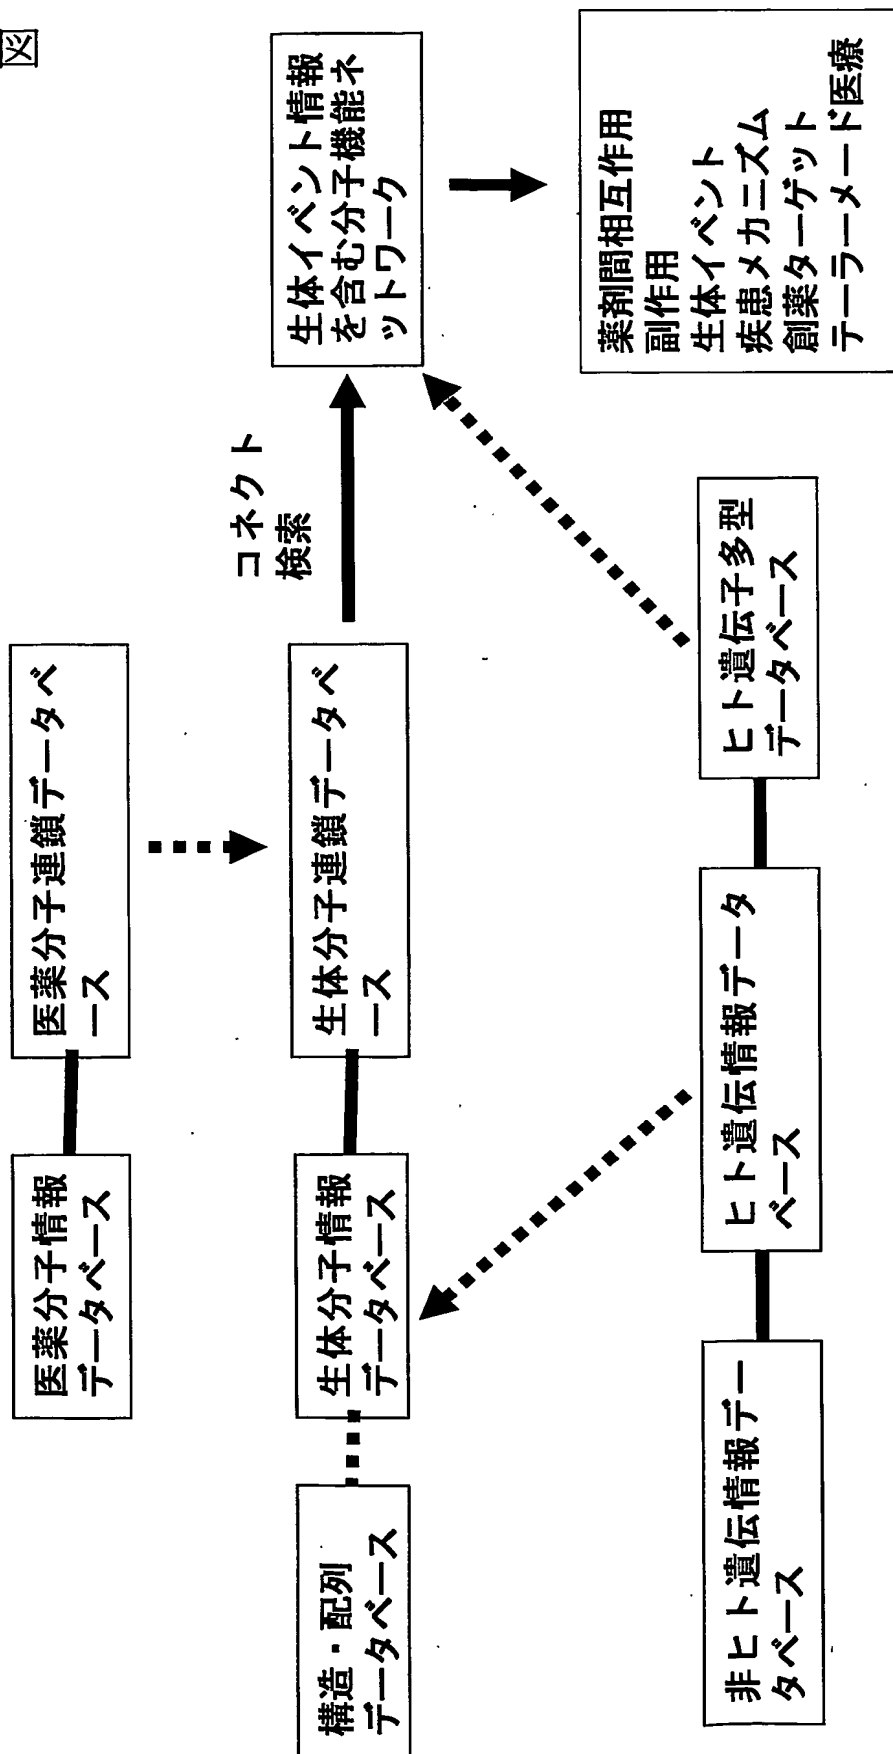 図
医薬分子情報
データベース
医薬分子連鎖データベ
ース
構造・配列
データベース
生体分子情報
データベース
生体分子連鎖データベ
ース
コネクト
検索
生体イベント情報
を含む分子機能ネ
ットワーク
非ヒト遺伝情報デー
タベース
ヒト遺伝情報データ
ベース
ヒト遺伝子多型
データベース
薬剤間相互作用
副作用
生体イベント
疾患メカニズム
創薬ターゲット
テーラーメード医療